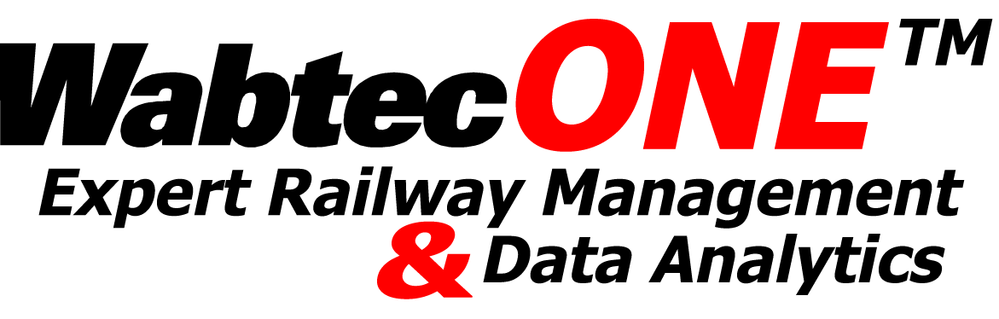 WabtecONE™
Expert Railway Management
& Data Analytics